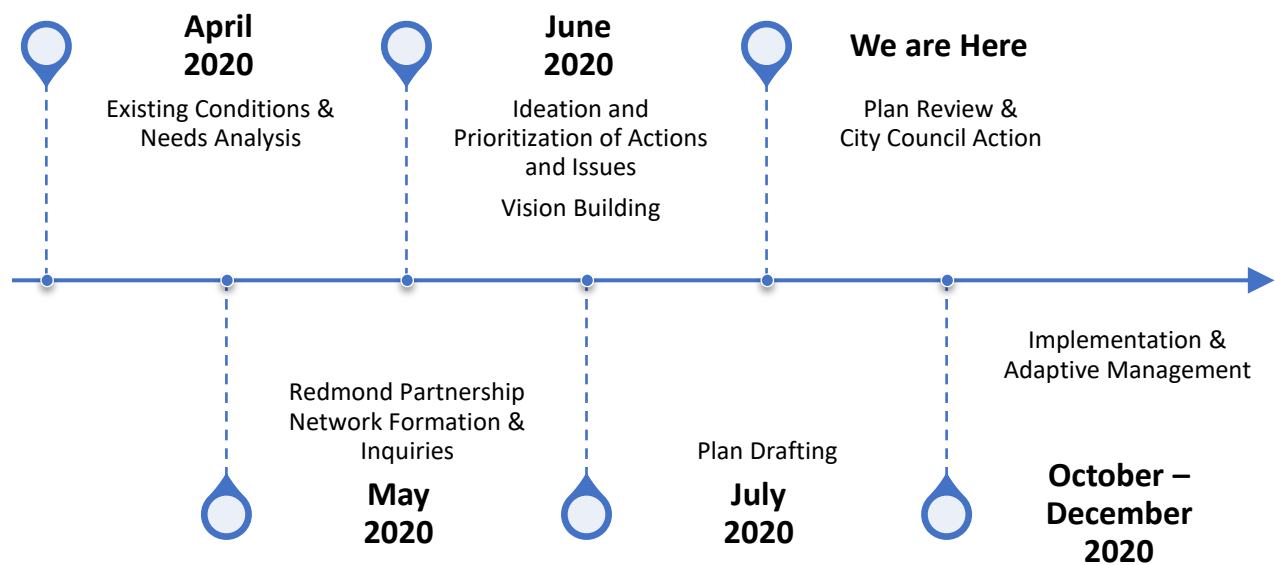 April
2020
Existing Conditions &
Needs Analysis
Redmond Partnership
Network Formation &
Inquiries
May
2020
June
2020
Ideation and
Prioritization of Actions
and Issues
Vision Building
Plan Drafting
July
2020
We are Here
Plan Review &
City Council Action
Implementation &
Adaptive Management
October –
December
2020